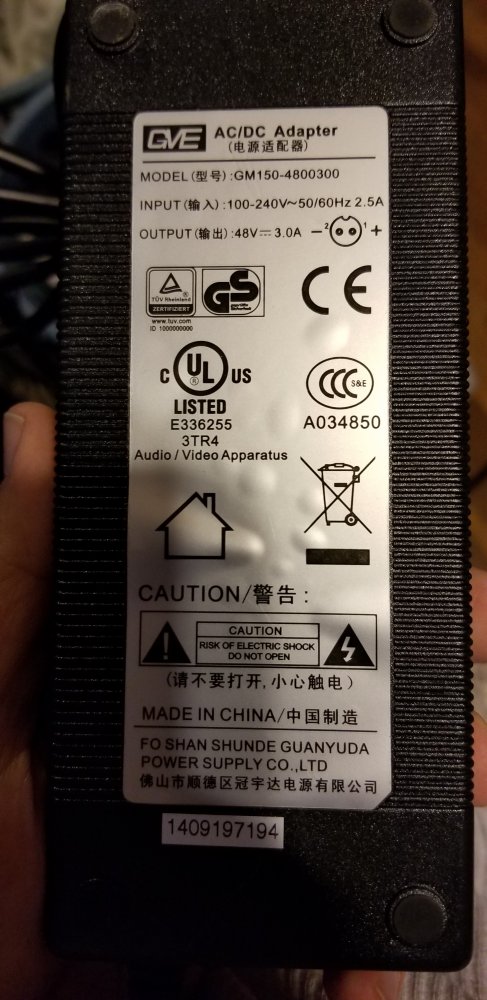 GVE AC/DC Adapter
(电源适配器)
MODEL(型号):GM150-4800300
INPUT(输入):100-240V~50/60Hz 2.5A
OUTPUT(输出):48V⎓3.0A －2 1＋
TÜV Rheinland
ZERTIFIZIERT
GS
CE
www.tuv.com
ID 1000000000
C UL ® US
LISTED
E336255
3TR4
Audio / Video Apparatus
CCC S&E
A034850
CAUTION/警告:
CAUTION
RISK OF ELECTRIC SHOCK
DO NOT OPEN
(请不要打开,小心触电)
MADE IN CHINA/中国制造
FO SHAN SHUNDE GUANYUDA
POWER SUPPLY CO.,LTD
佛山市顺德区冠宇达电源有限公司
1409197194